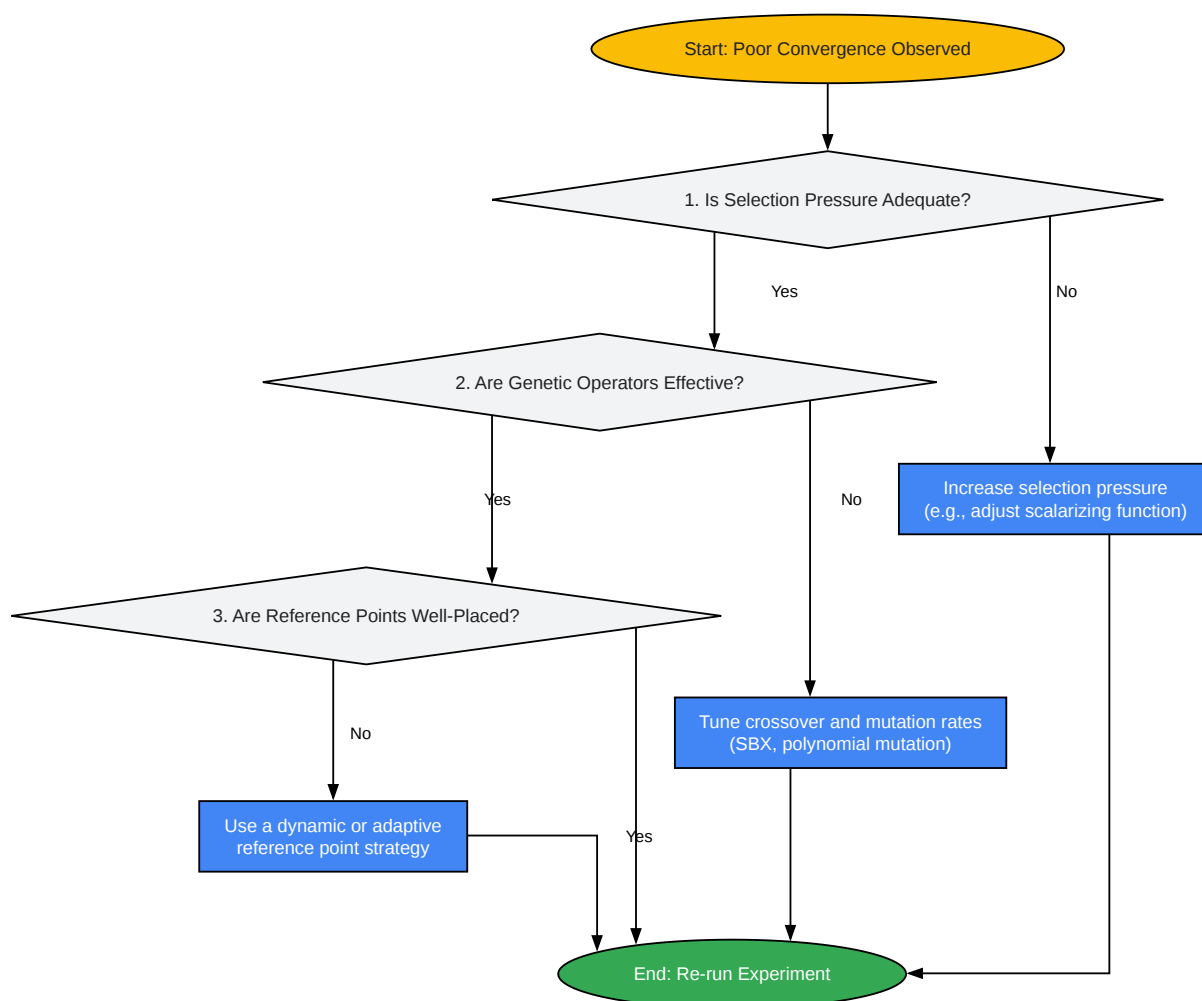 Start: Poor Convergence Observed
1. Is Selection Pressure Adequate?
Yes
No
2. Are Genetic Operators Effective?
Increase selection pressure
(e.g., adjust scalarizing function)
Yes
No
3. Are Reference Points Well-Placed?
Tune crossover and mutation rates
(SBX, polynomial mutation)
No
Use a dynamic or adaptive
reference point strategy
Yes
End: Re-run Experiment